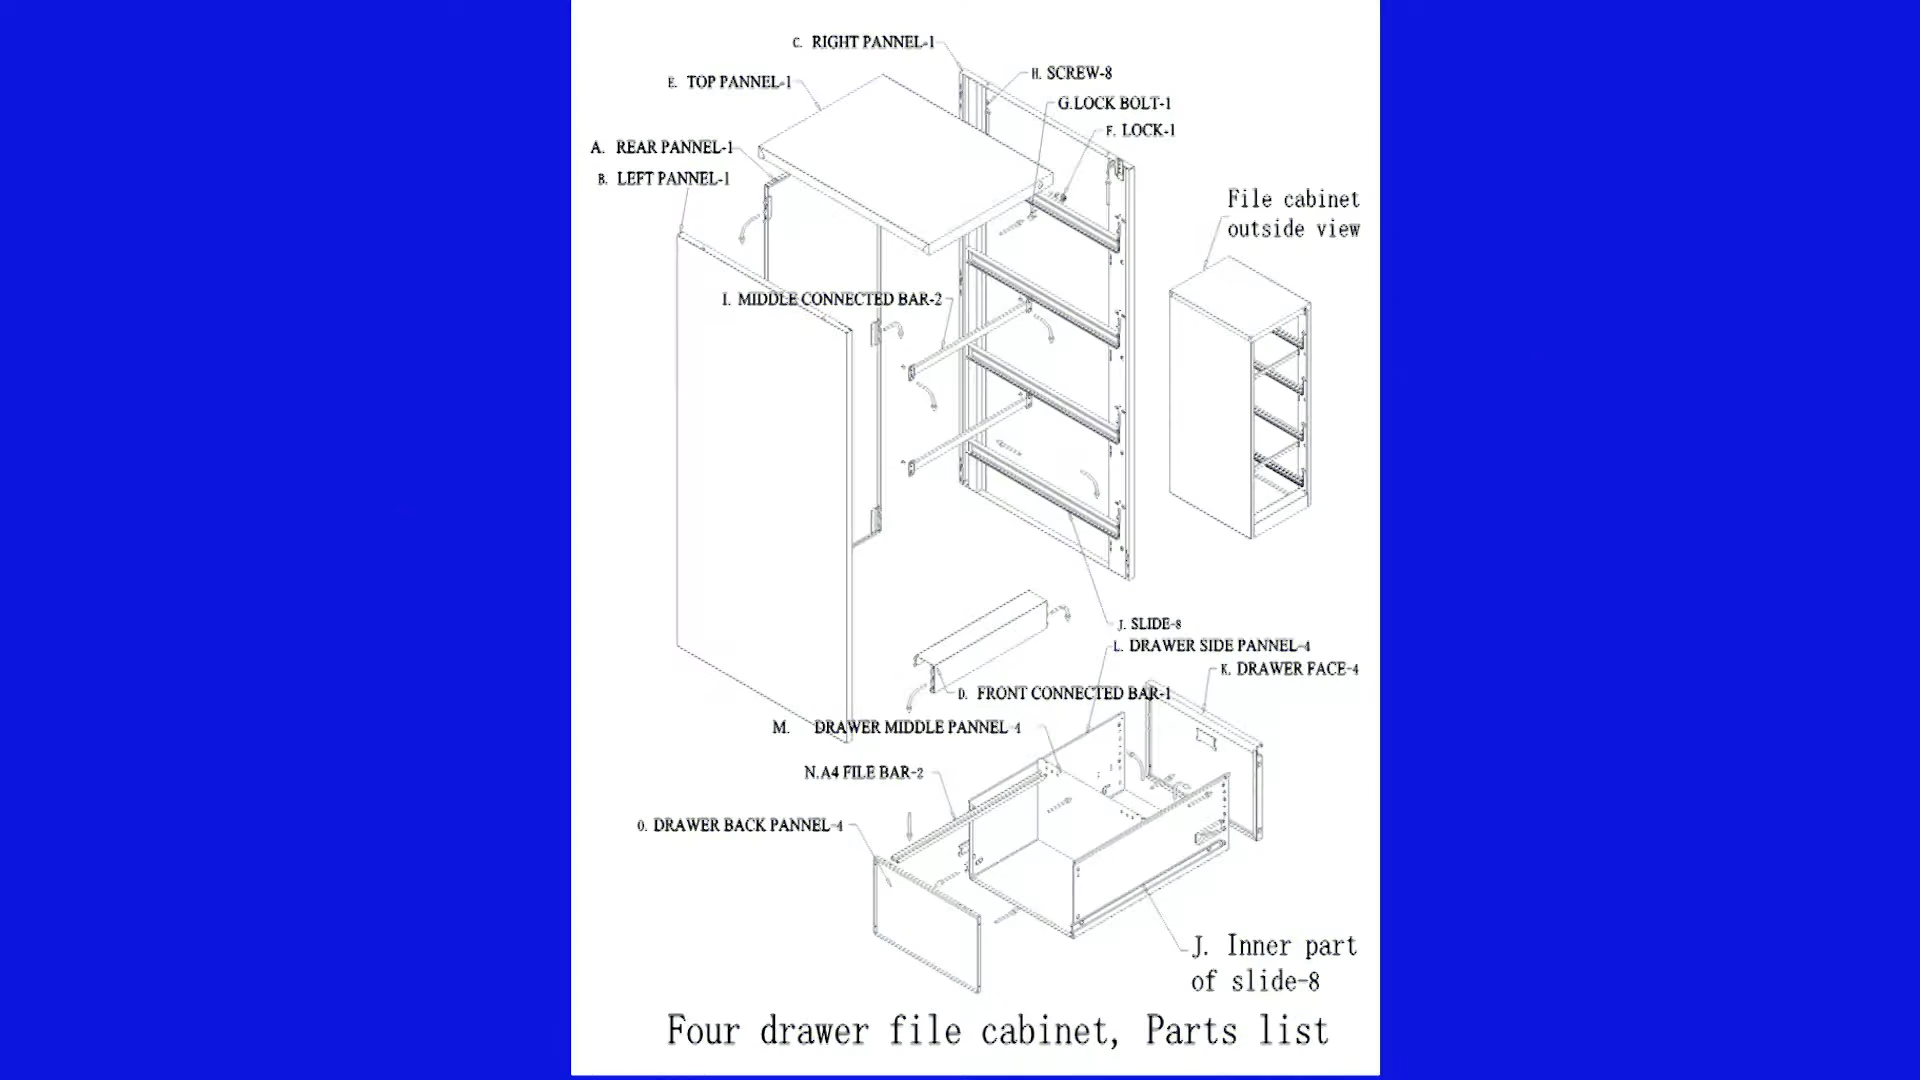 C. RIGHT PANNEL-1
H. SCREW-8
E. TOP PANNEL-1
G.LOCK BOLT-1
F. LOCK-1
A. REAR PANNEL-1
B. LEFT PANNEL-1
File cabinet
outside view
I. MIDDLE CONNECTED BAR-2
J. SLIDE-8
L. DRAWER SIDE PANNEL-4
K. DRAWER FACE-4
D. FRONT CONNECTED BAR-1
M. DRAWER MIDDLE PANNEL-4
N.A4 FILE BAR-2
O. DRAWER BACK PANNEL-4
J. Inner part
of slide-8
Four drawer file cabinet, Parts list